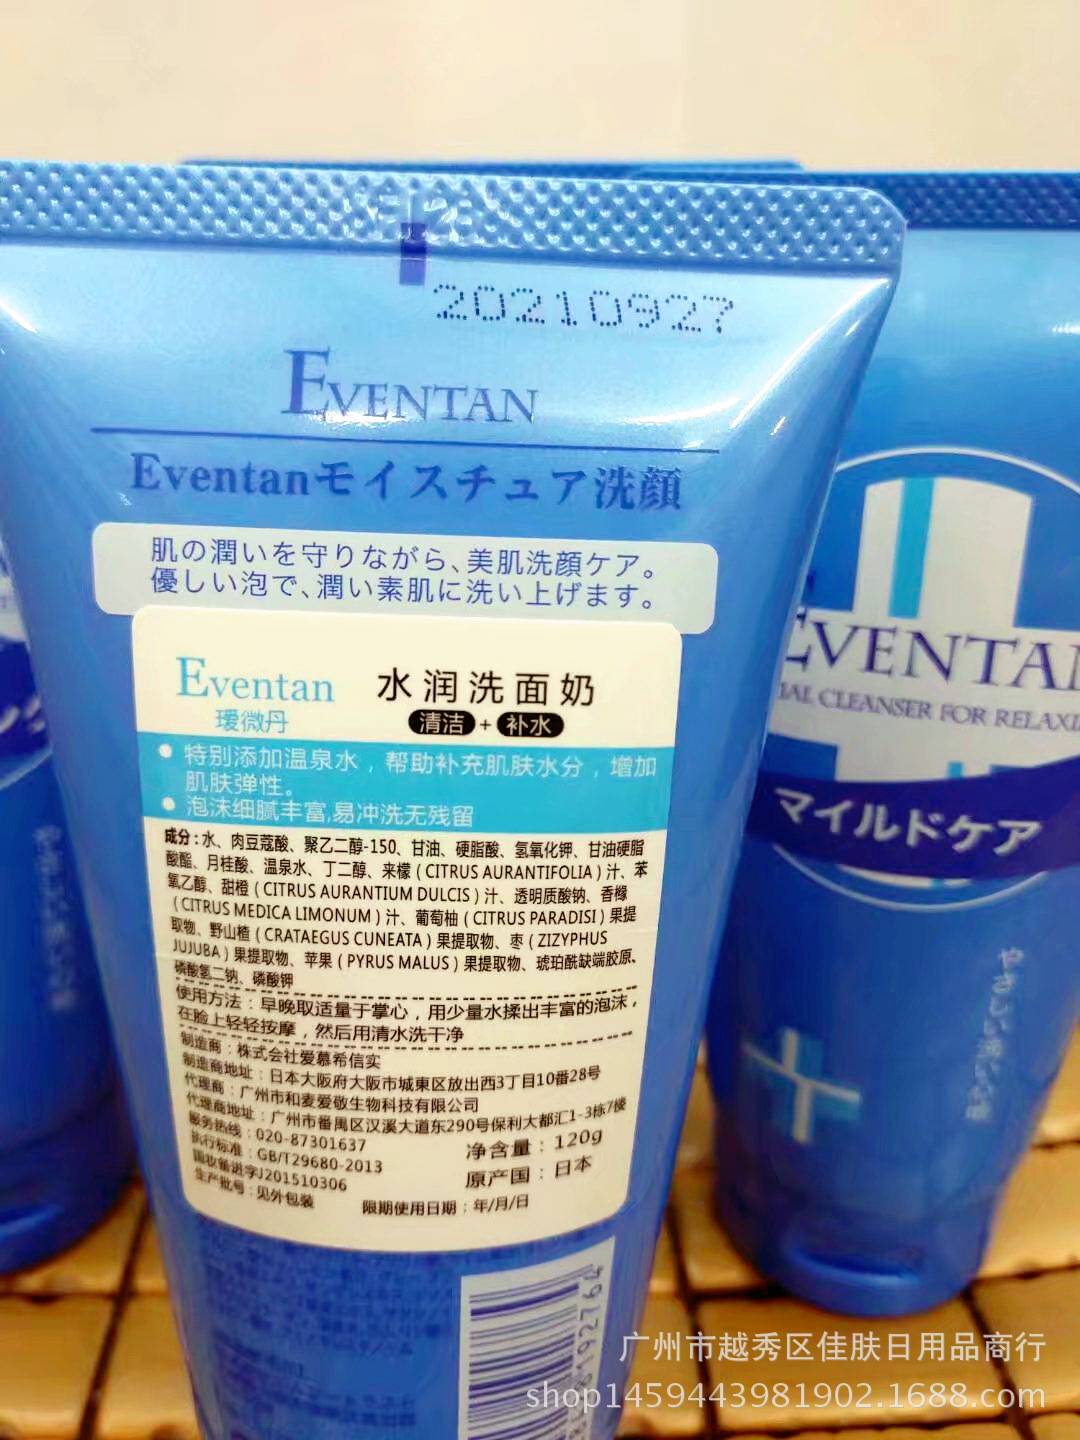 20210927
EVENTAN
Eventanモイスチュア洗顔
肌の潤いを守りながら、美肌洗顔ケア。
優しい泡で、潤い素肌に洗い上げます。
Eventan
瑷微丹
水润洗面奶
清洁+补水
特别添加温泉水，帮助补充肌肤水分，增加
肌肤弹性。
泡沫细腻丰富,易冲洗无残留
成分:水、肉豆蔻酸、聚乙二醇-150、甘油、硬脂酸、氢氧化钾、甘油硬脂
酸酯、月桂酸、温泉水、丁二醇、来檬(CITRUS AURANTIFOLIA)汁、苯
氧乙醇、甜橙(CITRUS AURANTIUM DULCIS)汁、透明质酸钠、香橼
(CITRUS MEDICA LIMONUM)汁、葡萄柚(CITRUS PARADISI)果提
取物、野山楂(CRATAEGUS CUNEATA)果提取物、枣(ZIZYPHUS
JUJUBA)果提取物、苹果(PYRUS MALUS)果提取物、琥珀酰缺端胶原、
磷酸氢二钠、磷酸钾
使用方法：早晚取适量于掌心，用少量水揉出丰富的泡沫，
在脸上轻轻按摩，然后用清水洗干净
制造商：株式会社爱慕希信实
制造商地址：日本大阪府大阪市城東区放出西3丁目10番28号
代理商：广州市和麦爱敬生物科技有限公司
代理商地址：广州市番禺区汉溪大道东290号保利大都汇1-3栋7楼
服务热线：020-87301637
执行标准：GB/T29680-2013
国妆备进字J201510306
生产批号：见外包装
净含量：120g
原产国：日本
限期使用日期：年/月/日
EVENTAN
IAL CLEANSER FOR RELAXI
マイルドケア
やさしい洗い心地
广州市越秀区佳肤日用品商行
shop1459443981902.1688.com